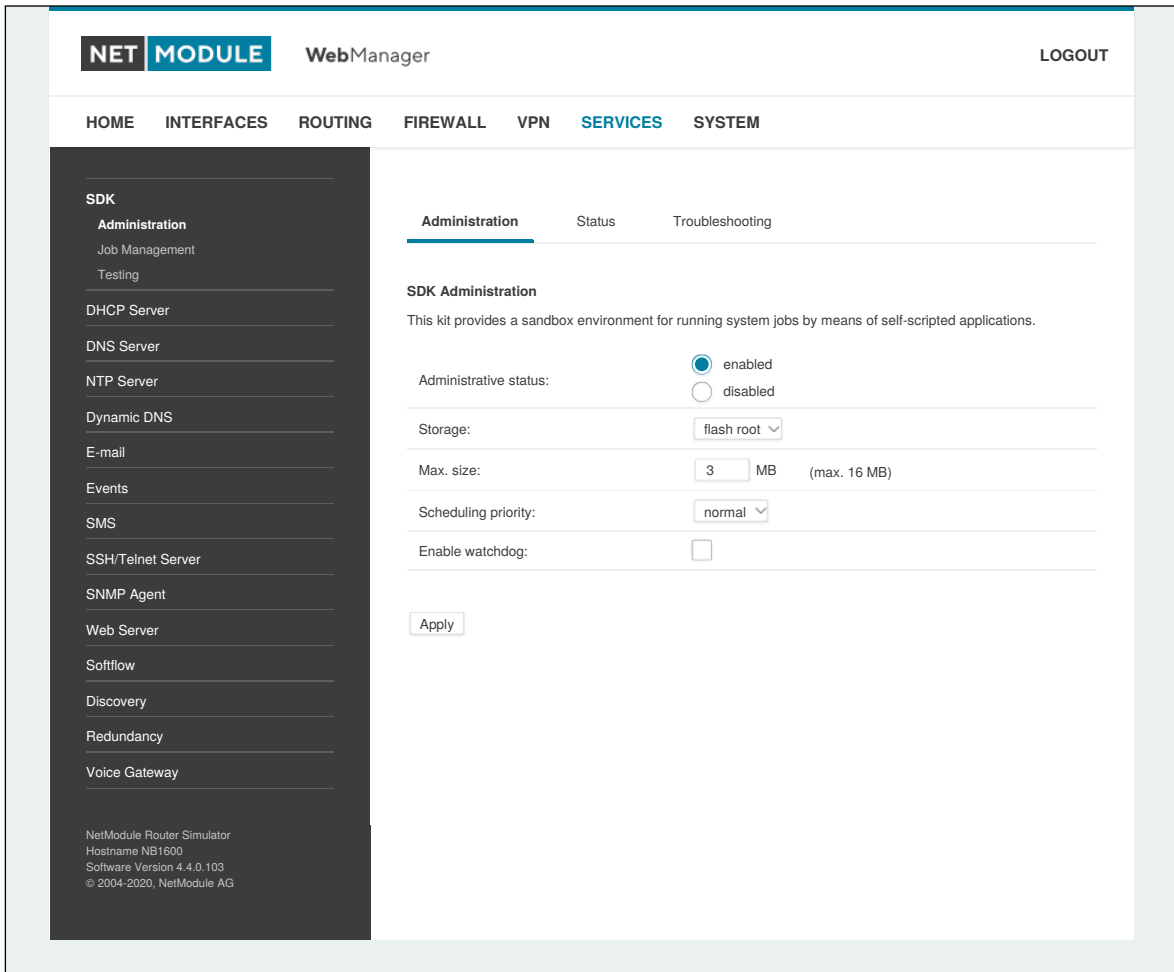 NET MODULE WebManager LOGOUT
HOME INTERFACES ROUTING FIREWALL VPN SERVICES SYSTEM
SDK
Administration
Job Management
Testing
DHCP Server
DNS Server
NTP Server
Dynamic DNS
E-mail
Events
SMS
SSH/Telnet Server
SNMP Agent
Web Server
Softflow
Discovery
Redundancy
Voice Gateway
NetModule Router Simulator
Hostname NB1600
Software Version 4.4.0.103
© 2004-2020, NetModule AG
Administration Status Troubleshooting
SDK Administration
This kit provides a sandbox environment for running system jobs by means of self-scripted applications.
Administrative status:
enabled
disabled
Storage: flash root
Max. size: 3 MB (max. 16 MB)
Scheduling priority: normal
Enable watchdog:
Apply